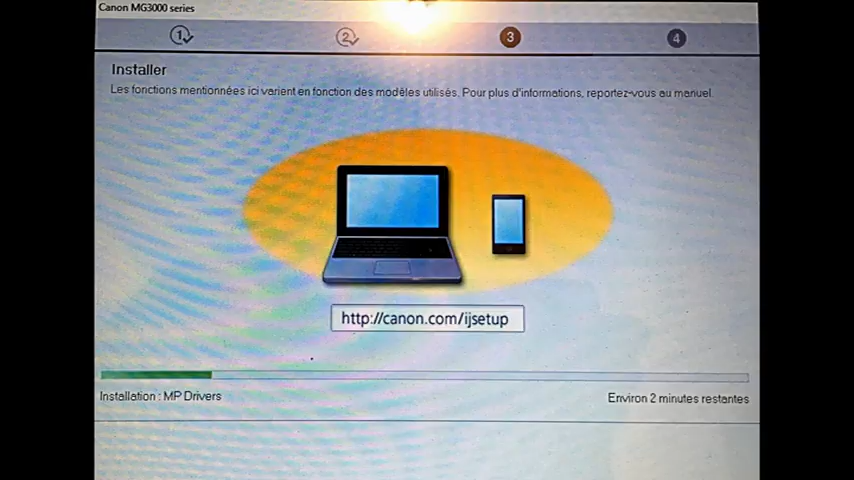 Canon MG3000 series
1
2
3
4
Installer
Les fonctions mentionnées ici varient en fonction des modèles utilisés. Pour plus d'informations, reportez-vous au manuel.
http://canon.com/ijsetup
Installation : MP Drivers
Environ 2 minutes restantes